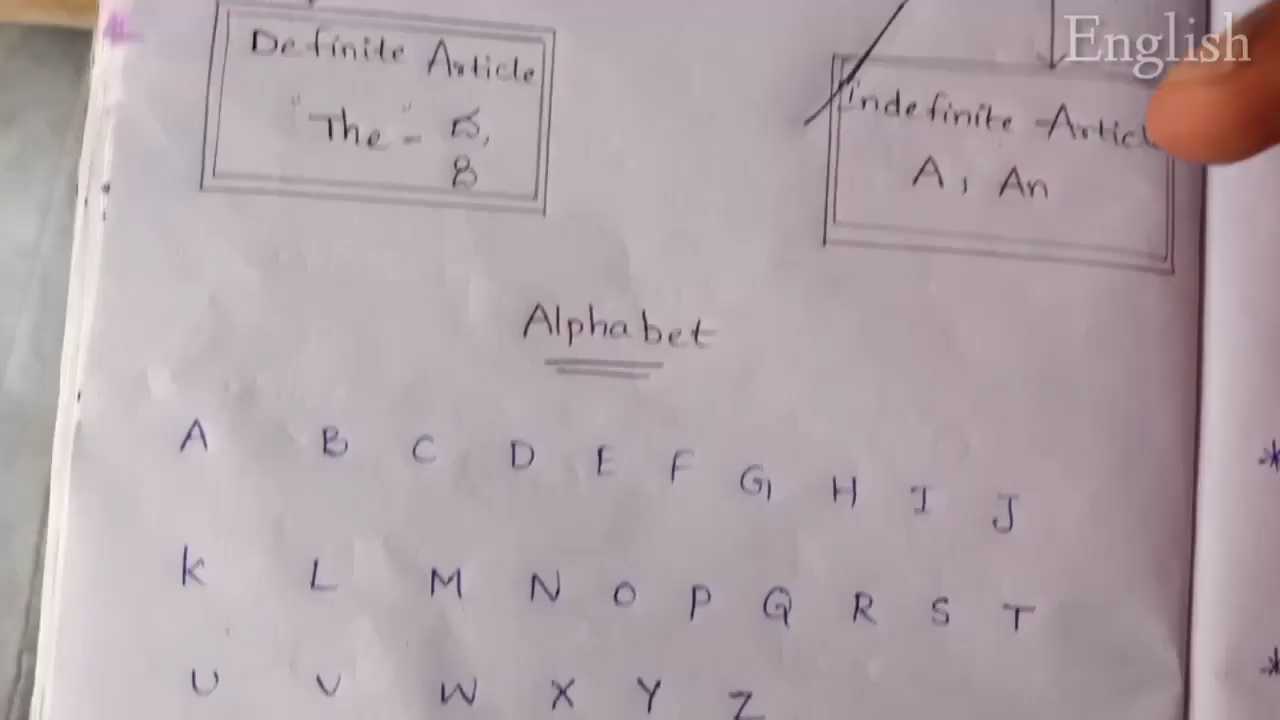 English
Definite Article
"The" - ద,
ది
Indefinite Article
A, An
Alphabet
A B C D E F G H I J
K L M N O P Q R S T
U V W X Y Z